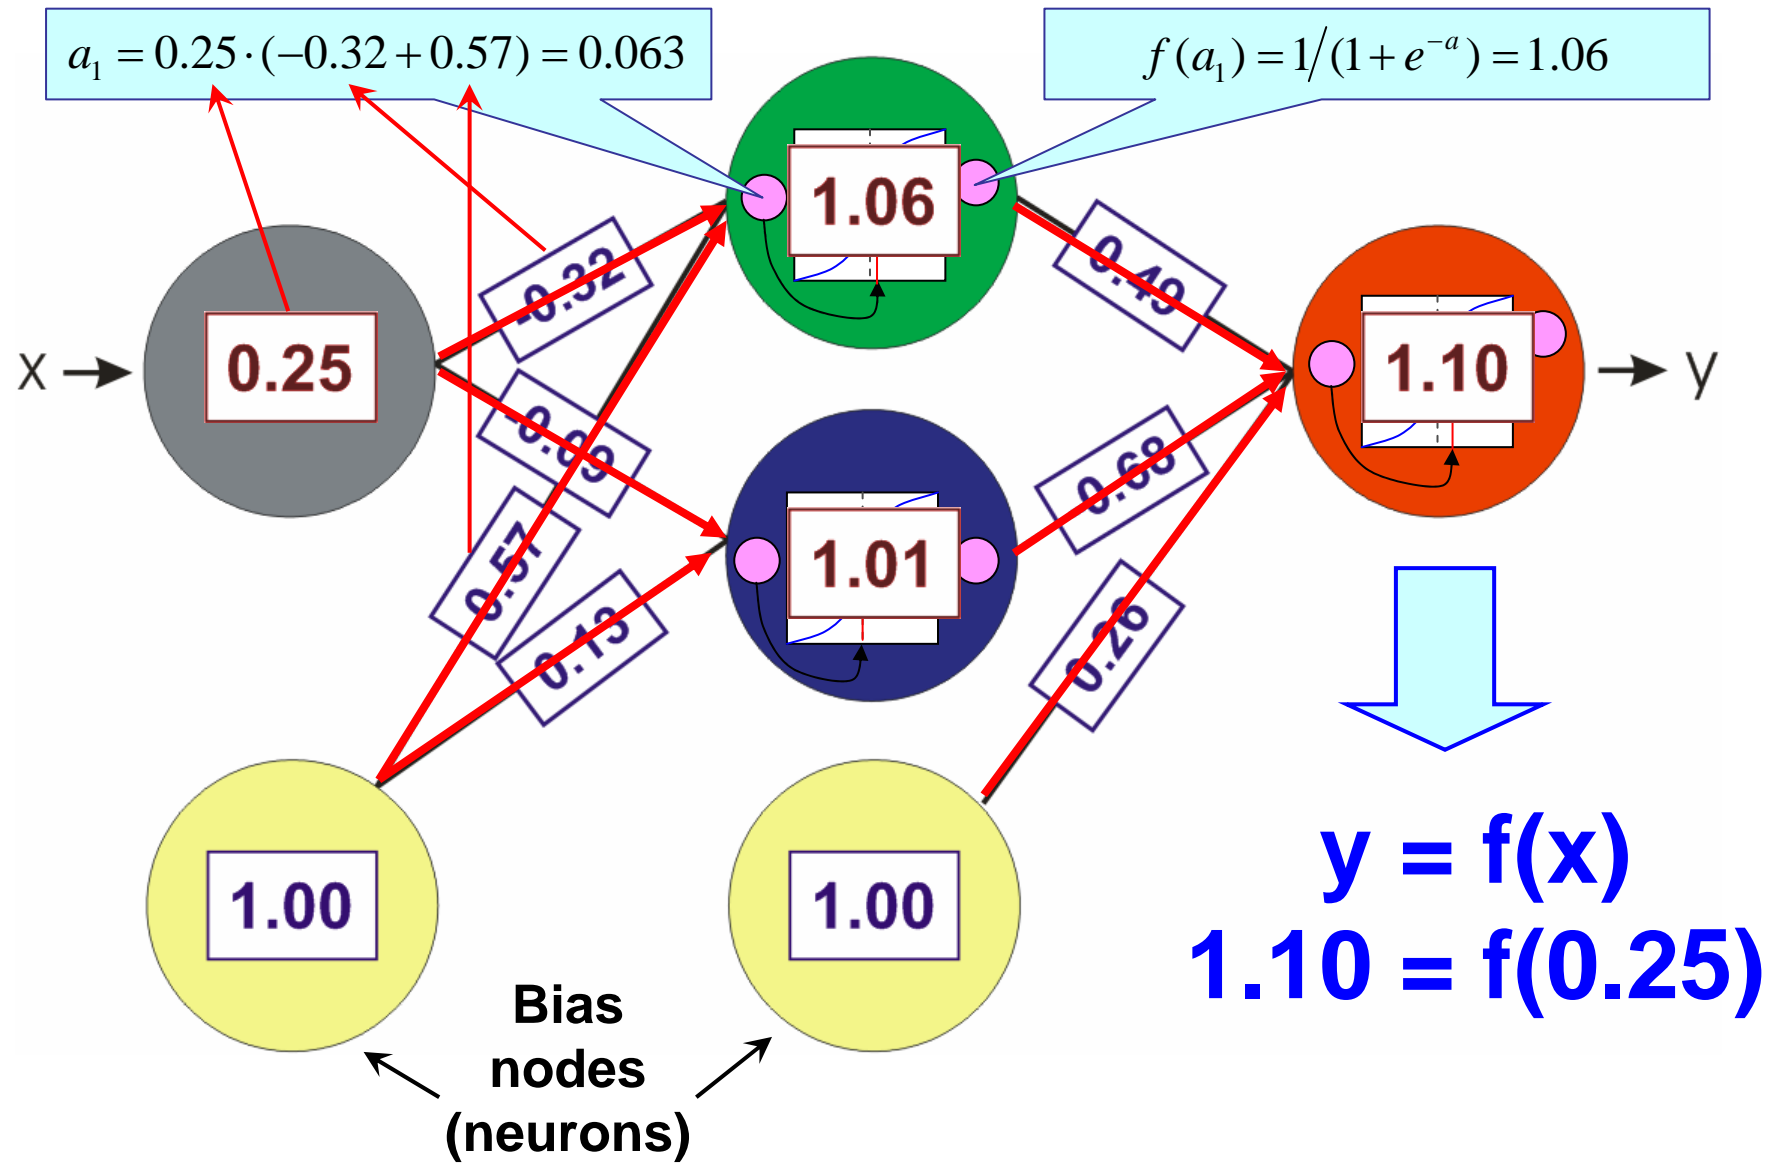 a₁ = 0.25·(−0.32+0.57) = 0.063
f(a₁) = 1/(1+e⁻ᵃ) = 1.06
1.06
-0.32
0.49
x
0.25
1.10
y
-0.09
0.68
0.57
1.01
0.13
0.26
y = f(x)
1.00
1.00
1.10 = f(0.25)
Bias
nodes
(neurons)